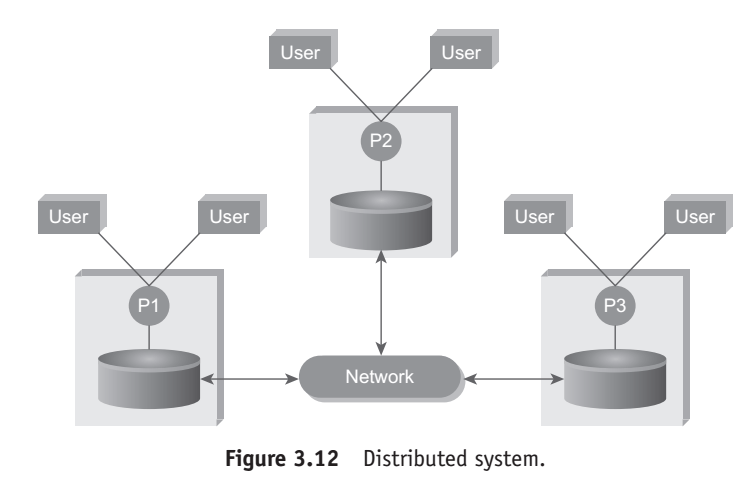 User User
P2
User User
User User
P1
P3
Network
Figure 3.12 Distributed system.